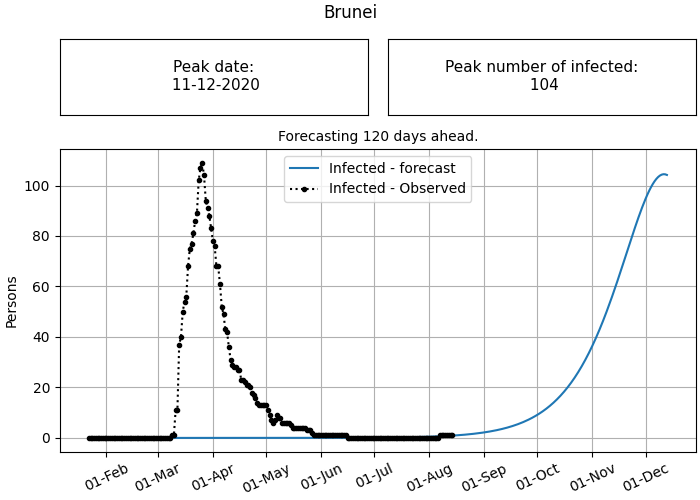 Brunei
Peak date:
11-12-2020
Peak number of infected:
104
Forecasting 120 days ahead.
Infected - forecast
Infected - Observed
Persons
100
80
60
40
20
0
01-Feb
01-Mar
01-Apr
01-May
01-Jun
01-Jul
01-Aug
01-Sep
01-Oct
01-Nov
01-Dec